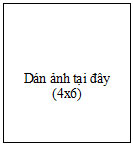 Dán ảnh tại đây
(4x6)